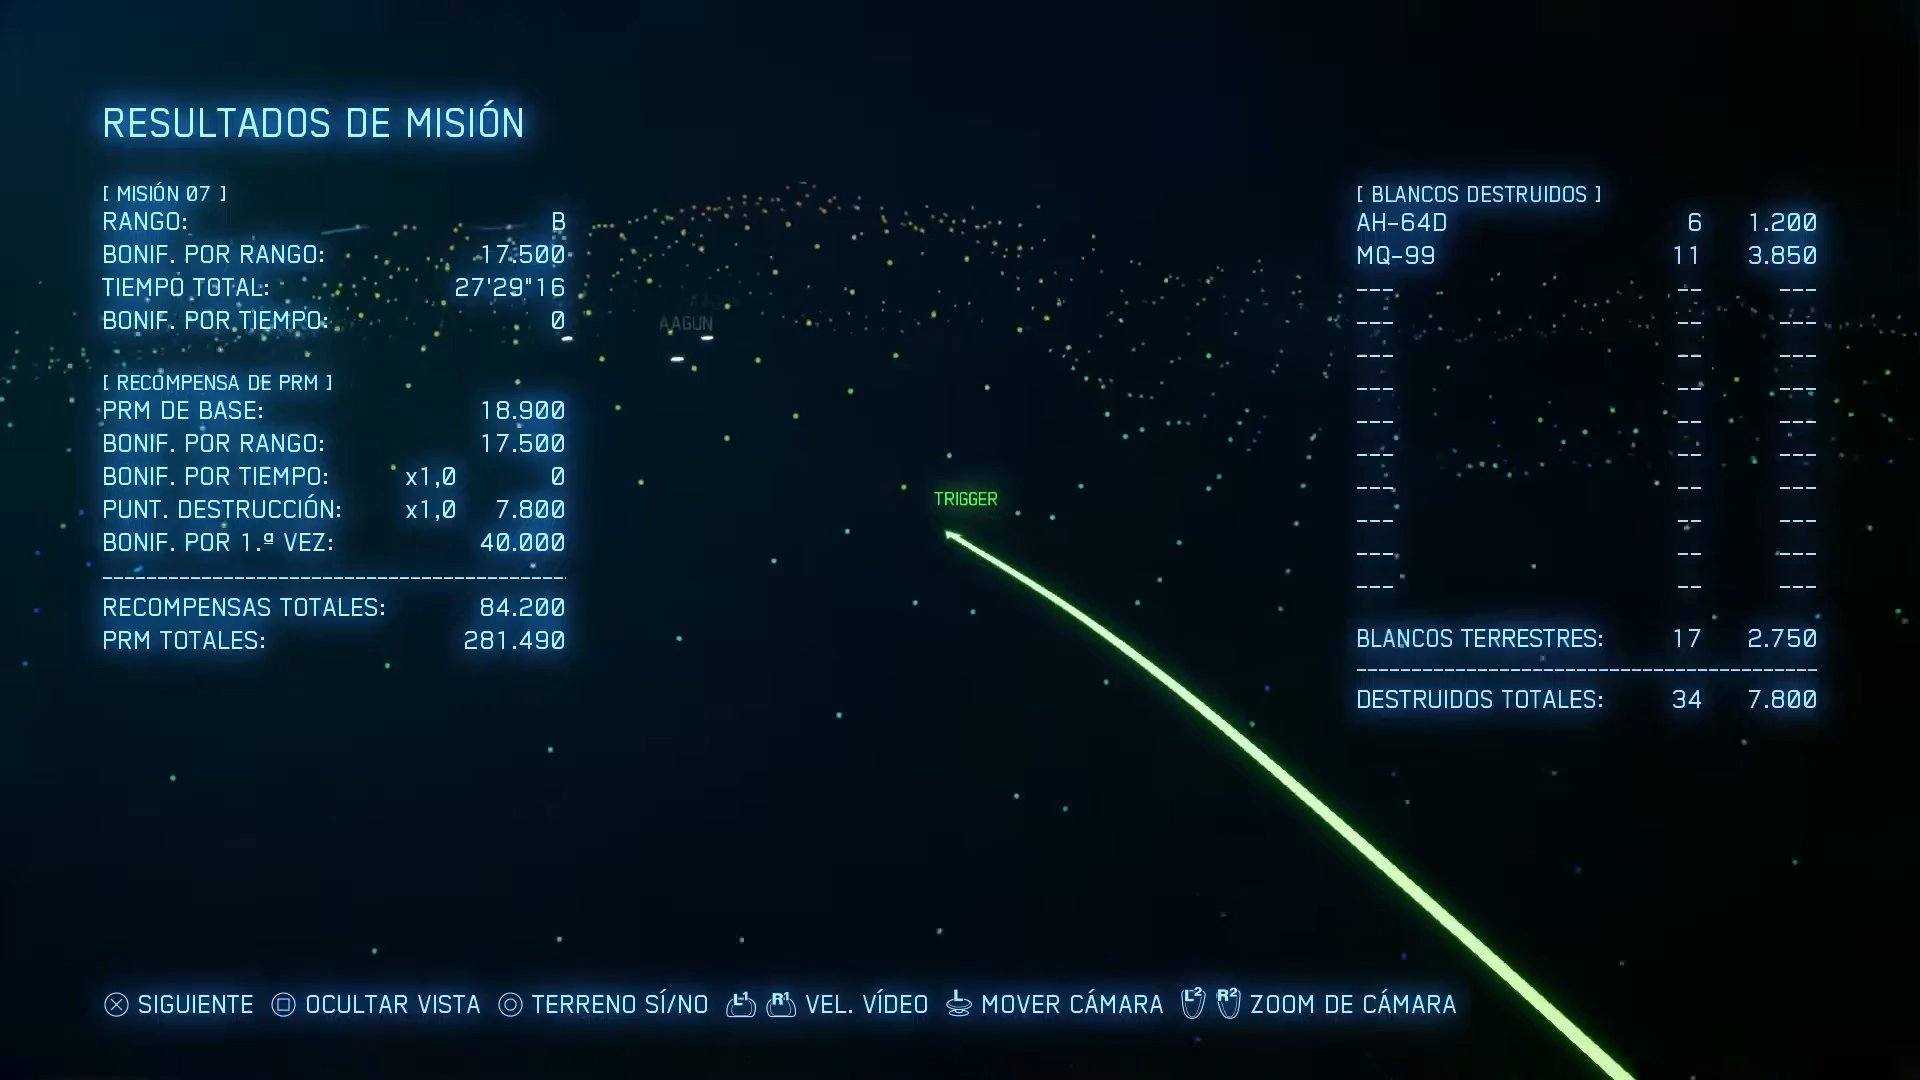 RESULTADOS DE MISIÓN
[ MISIÓN 07 ]
RANGO: B
BONIF. POR RANGO: 17.500
TIEMPO TOTAL: 27'29"16
BONIF. POR TIEMPO: 0
[ RECOMPENSA DE PRM ]
PRM DE BASE: 18.900
BONIF. POR RANGO: 17.500
BONIF. POR TIEMPO: x1,0 0
PUNT. DESTRUCCIÓN: x1,0 7.800
BONIF. POR 1.ª VEZ: 40.000
RECOMPENSAS TOTALES: 84.200
PRM TOTALES: 281.490
AAGUN
TRIGGER
[ BLANCOS DESTRUIDOS ]
AH-64D 6 1.200
MQ-99 11 3.850
--- -- ---
--- -- ---
--- -- ---
--- -- ---
--- -- ---
--- -- ---
--- -- ---
--- -- ---
--- -- ---
--- -- ---
BLANCOS TERRESTRES: 17 2.750
DESTRUIDOS TOTALES: 34 7.800
SIGUIENTE OCULTAR VISTA TERRENO SÍ/NO L1 R1 VEL. VÍDEO L MOVER CÁMARA L2 R2 ZOOM DE CÁMARA